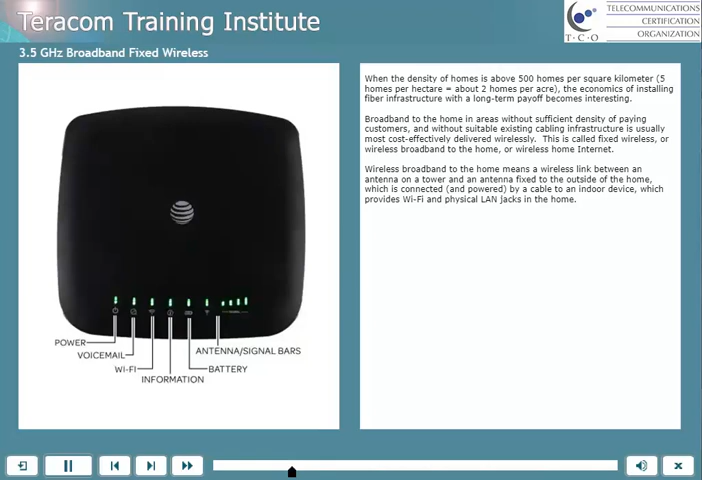 Teracom Training Institute
TELECOMMUNICATIONS
CERTIFICATION
ORGANIZATION
T·C·O
3.5 GHz Broadband Fixed Wireless
When the density of homes is above 500 homes per square kilometer (5
homes per hectare = about 2 homes per acre), the economics of installing
fiber infrastructure with a long-term payoff becomes interesting.
Broadband to the home in areas without sufficient density of paying
customers, and without suitable existing cabling infrastructure is usually
most cost-effectively delivered wirelessly. This is called fixed wireless, or
wireless broadband to the home, or wireless home Internet.
Wireless broadband to the home means a wireless link between an
antenna on a tower and an antenna fixed to the outside of the home,
which is connected (and powered) by a cable to an indoor device, which
provides Wi-Fi and physical LAN jacks in the home.
POWER
VOICEMAIL
WI-FI
INFORMATION
BATTERY
ANTENNA/SIGNAL BARS